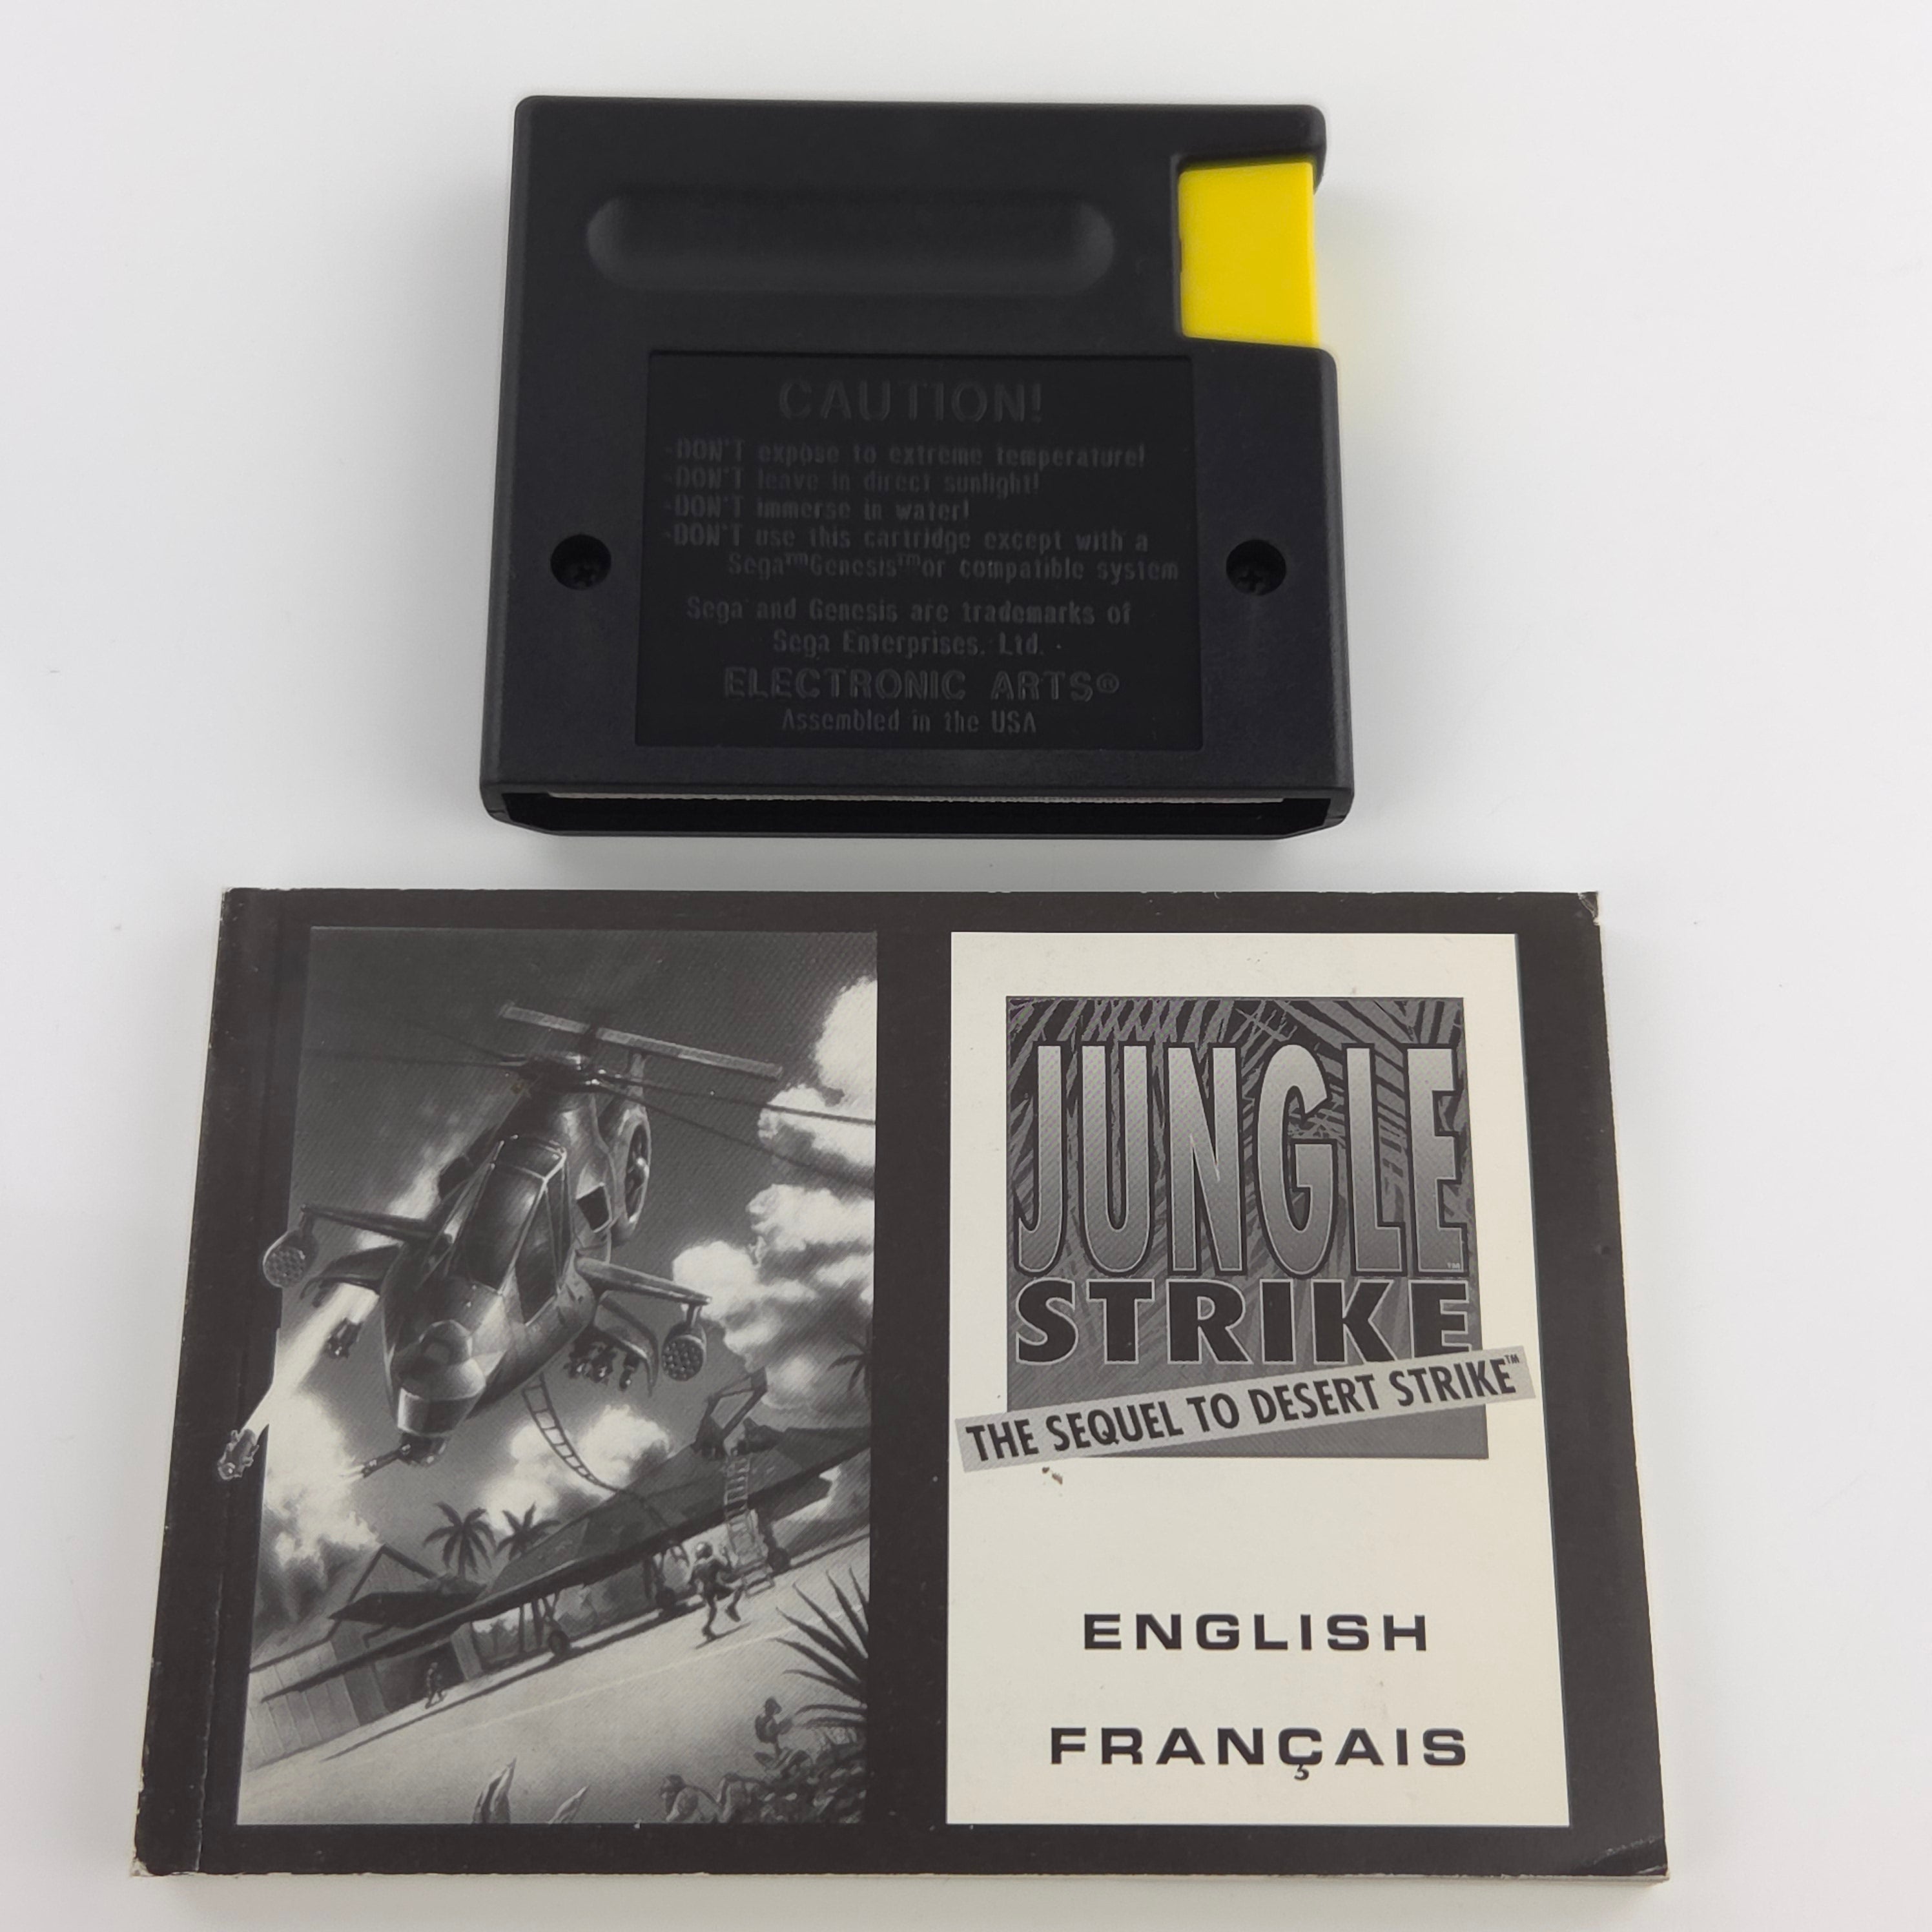 CAUTION!
-DON'T expose to extreme temperature!
-DON'T leave in direct sunlight!
-DON'T immerse in water!
-DON'T use this cartridge except with a
Sega™Genesis™or compatible system
Sega and Genesis are trademarks of
Sega Enterprises, Ltd.
ELECTRONIC ARTS®
Assembled in the USA
JUNGLE™
STRIKE
THE SEQUEL TO DESERT STRIKE™
ENGLISH
FRANÇAIS